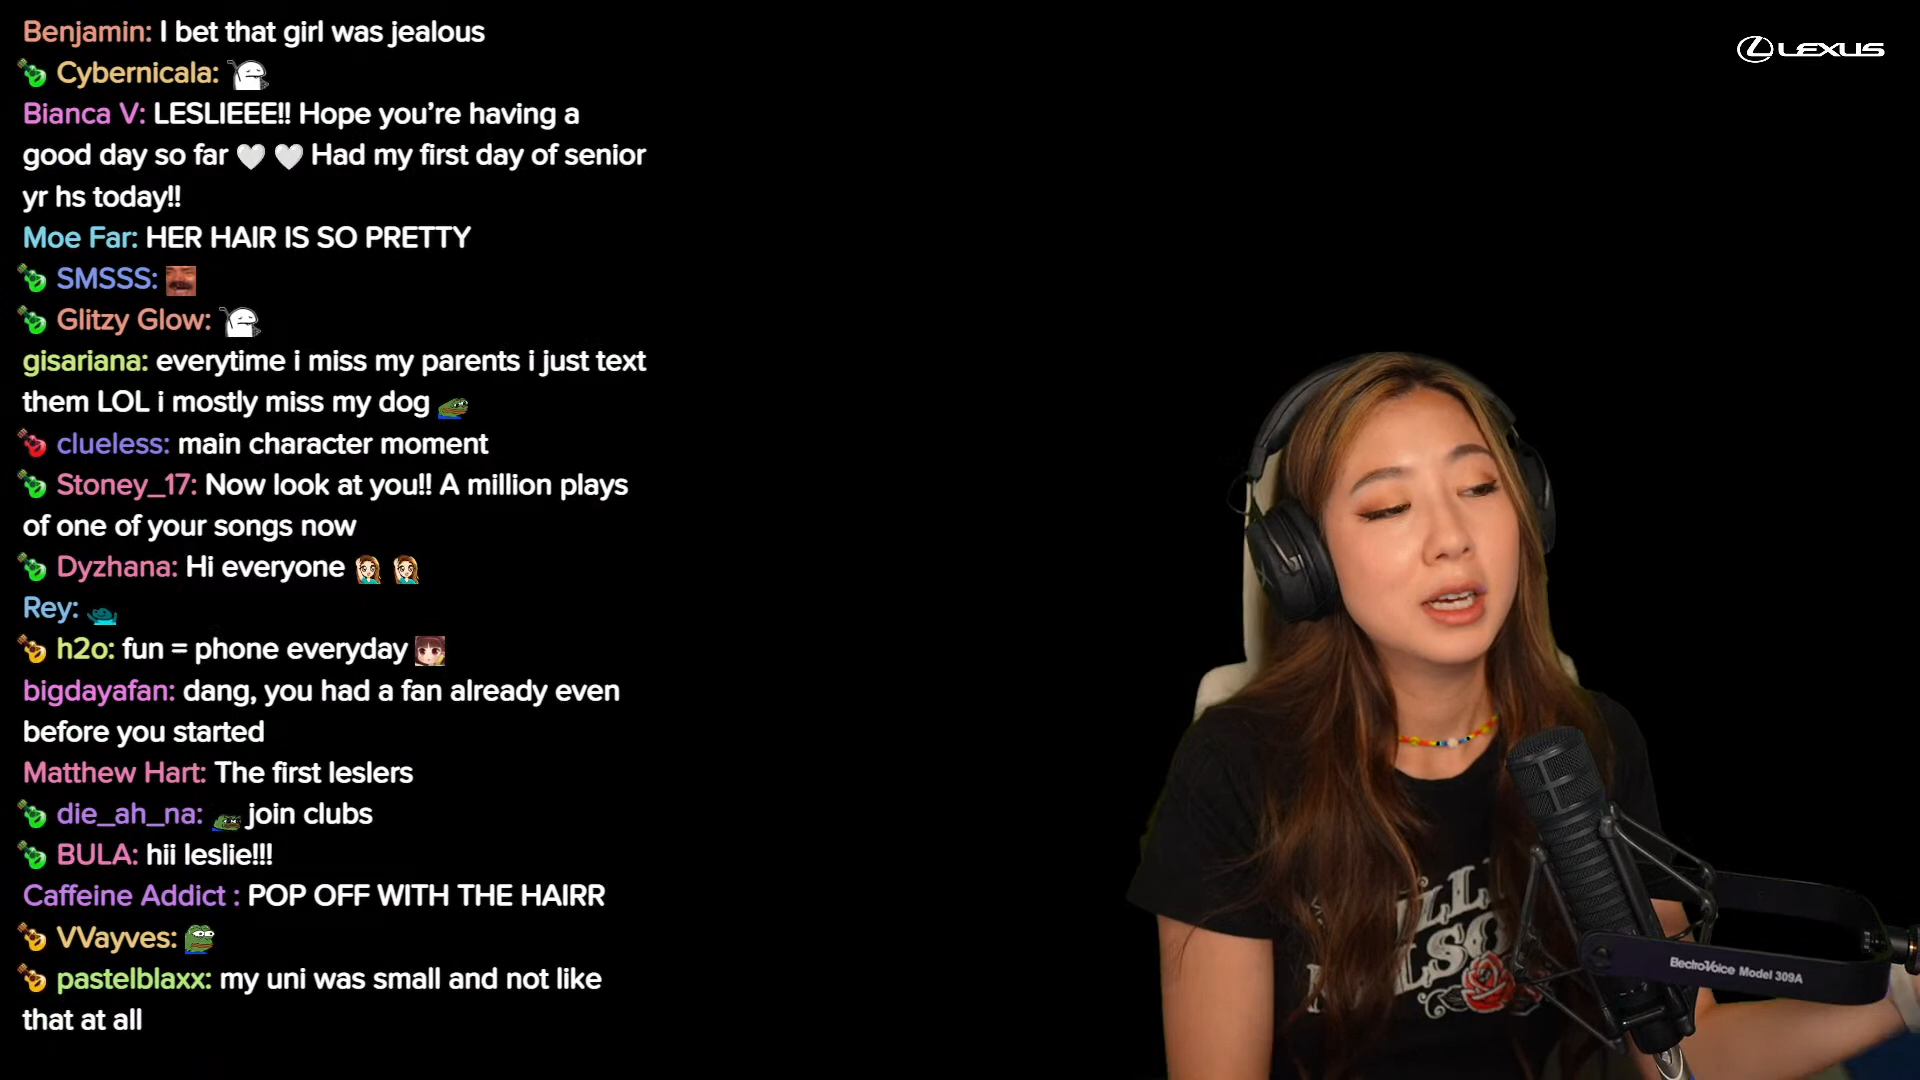 Benjamin: I bet that girl was jealous
Cybernicala:
Bianca V: LESLIEEE!! Hope you’re having a
good day so far 🤍 🤍 Had my first day of senior
yr hs today!!
Moe Far: HER HAIR IS SO PRETTY
SMSSS:
Glitzy Glow:
gisariana: everytime i miss my parents i just text
them LOL i mostly miss my dog
clueless: main character moment
Stoney_17: Now look at you!! A million plays
of one of your songs now
Dyzhana: Hi everyone
Rey:
h2o: fun = phone everyday
bigdayafan: dang, you had a fan already even
before you started
Matthew Hart: The first leslers
die_ah_na: join clubs
BULA: hii leslie!!!
Caffeine Addict : POP OFF WITH THE HAIRR
VVayves:
pastelblaxx: my uni was small and not like
that at all
LEXUS
ElectroVoice Model 309A